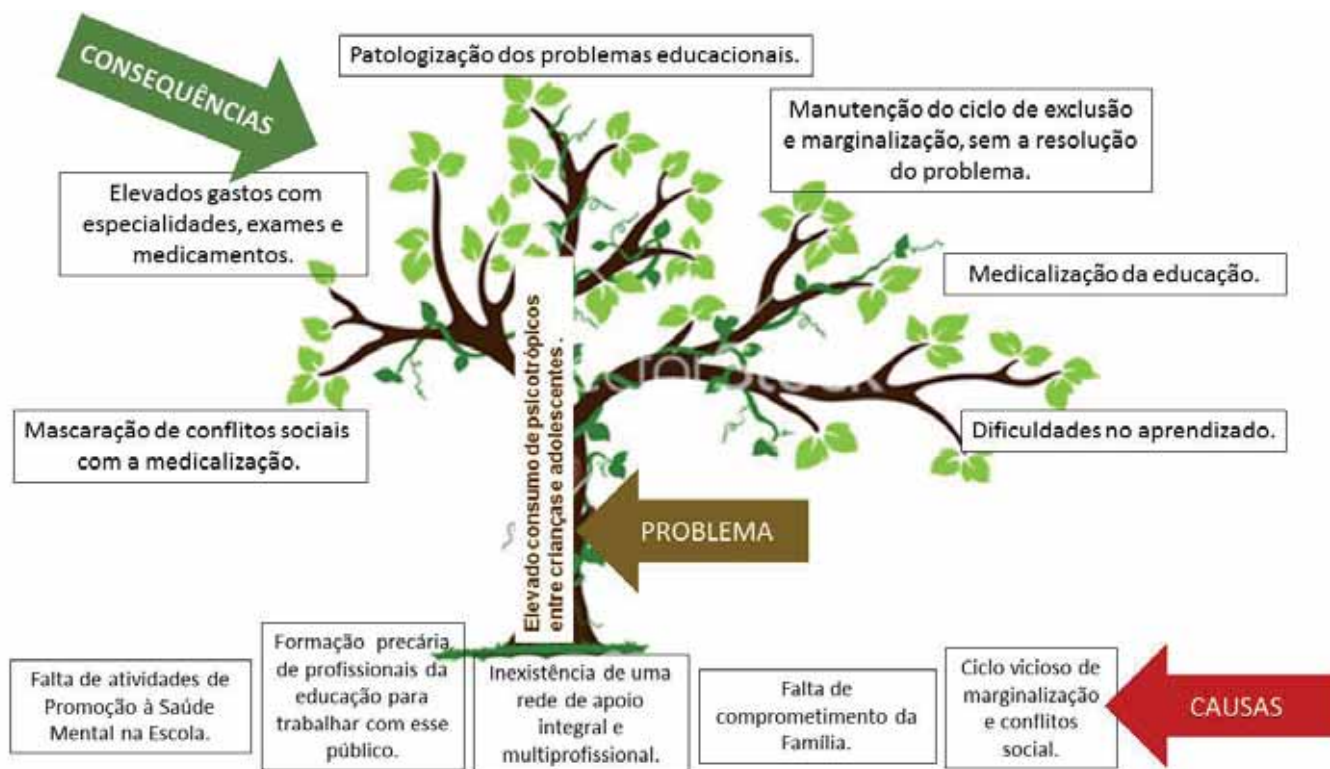 CONSEQUÊNCIAS
Patologização dos problemas educacionais.
Manutenção do ciclo de exclusão
e marginalização, sem a resolução
do problema.
Elevados gastos com
especialidades, exames e
medicamentos.
Medicalização da educação.
Mascaração de conflitos sociais
com a medicalização.
Dificuldades no aprendizado.
Elevado consumo de psicotrópicos
entre crianças e adolescentes.
PROBLEMA
Falta de atividades de
Promoção à Saúde
Mental na Escola.
Formação precária
de profissionais da
educação para
trabalhar com esse
público.
Inexistência de uma
rede de apoio
integral e
multiprofissional.
Falta de
comprometimento da
Família.
Ciclo vicioso de
marginalização
e conflitos
social.
CAUSAS